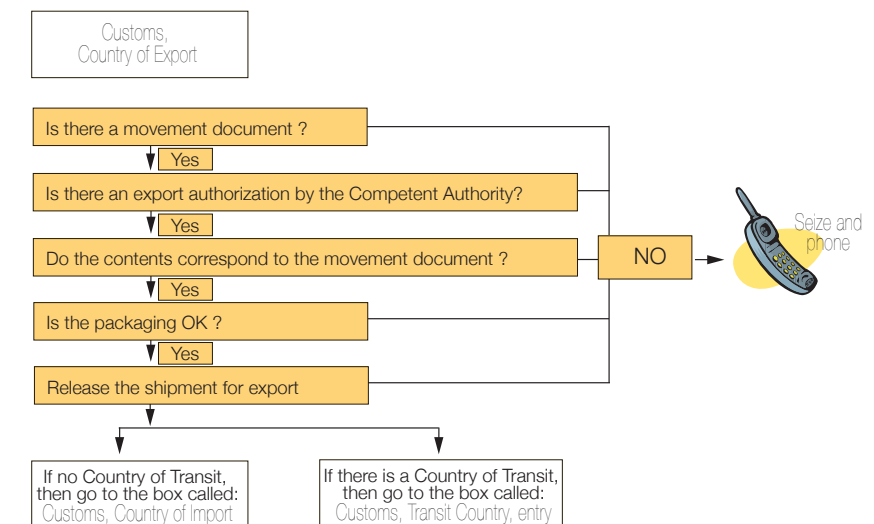 Customs,
Country of Export
Is there a movement document ?
Yes
Is there an export authorization by the Competent Authority?
Yes
Do the contents correspond to the movement document ?
NO
Seize and
phone
Yes
Is the packaging OK ?
Yes
Release the shipment for export
If no Country of Transit,
then go to the box called:
Customs, Country of Import
If there is a Country of Transit,
then go to the box called:
Customs, Transit Country, entry